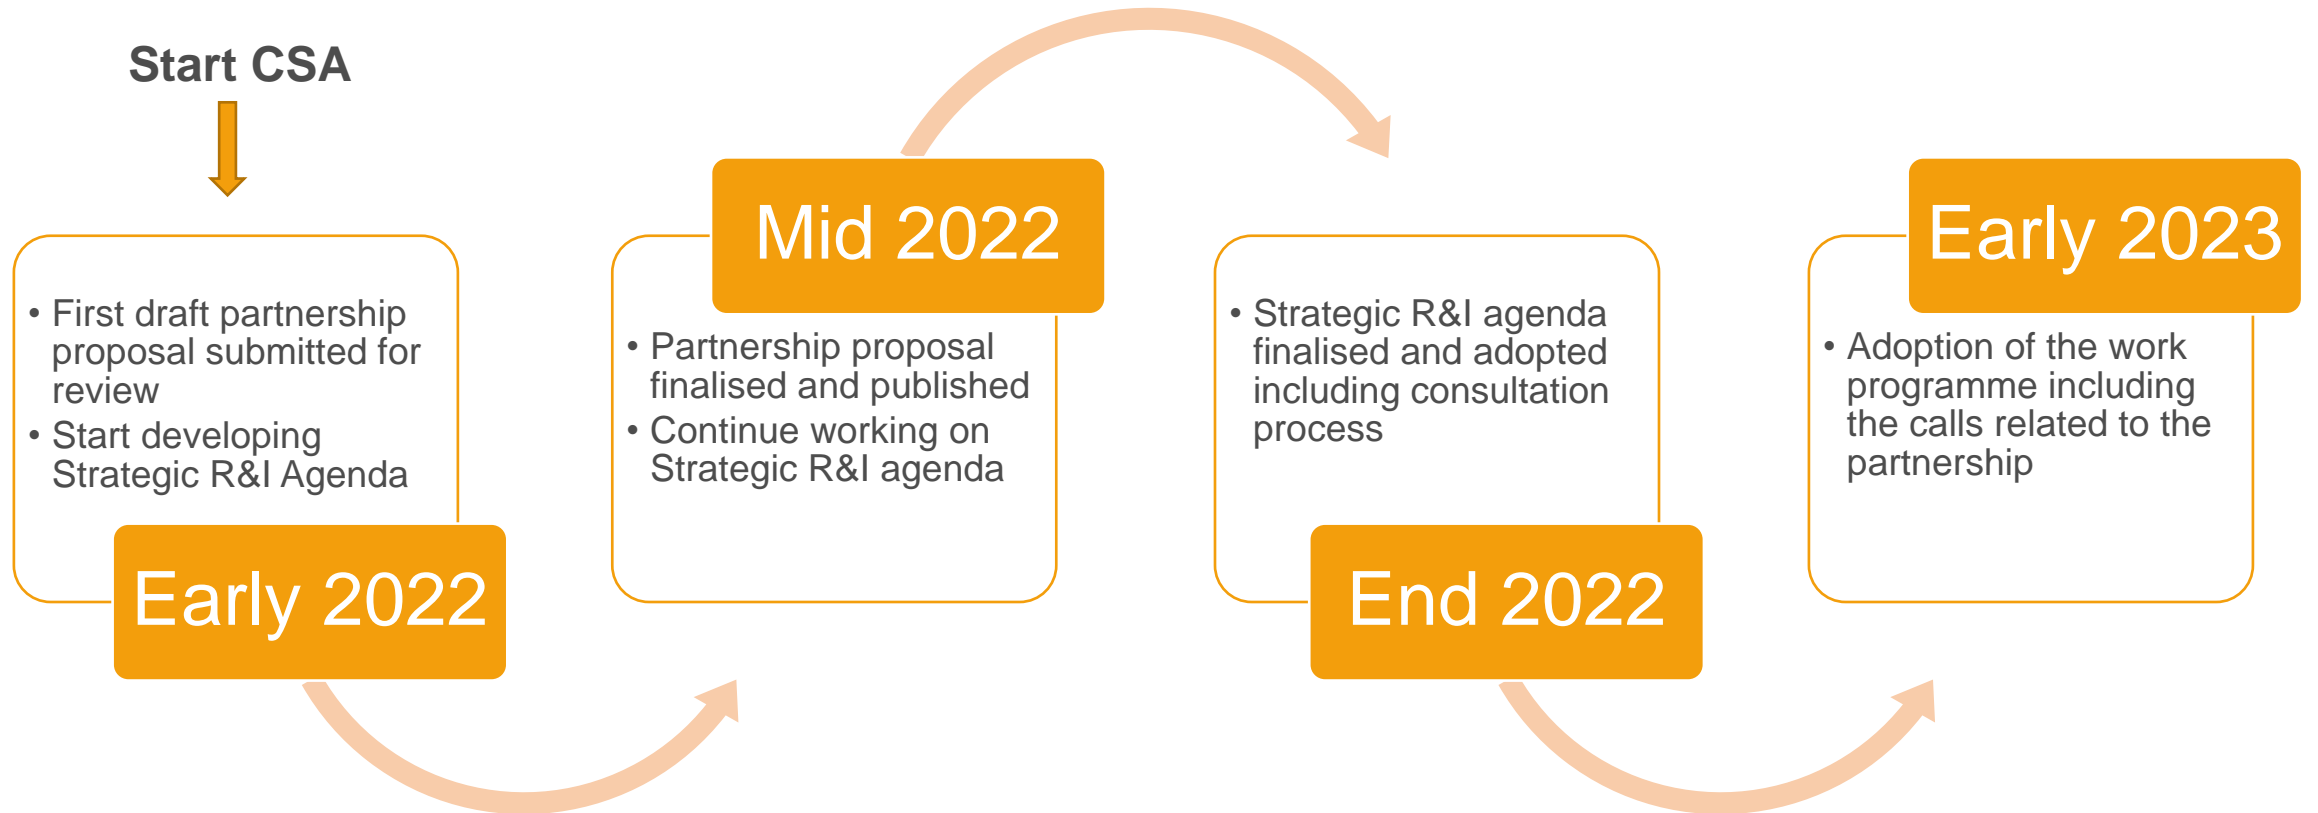 Start CSA
• First draft partnership
proposal submitted for
review
• Start developing
Strategic R&I Agenda
Early 2022
Mid 2022
• Partnership proposal
finalised and published
• Continue working on
Strategic R&I agenda
• Strategic R&I agenda
finalised and adopted
including consultation
process
End 2022
Early 2023
• Adoption of the work
programme including
the calls related to the
partnership